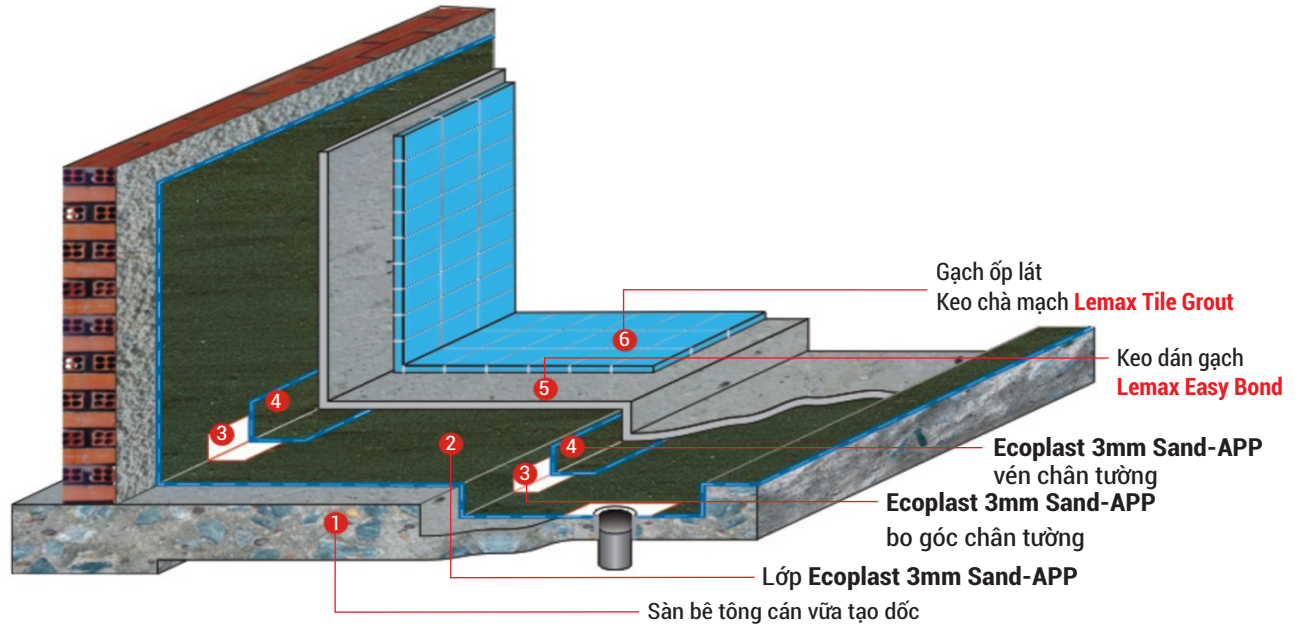 Gạch ốp lát
Keo chà mạch Lemax Tile Grout
6
Keo dán gạch
Lemax Easy Bond
5
4
3
2
4
3
Ecoplast 3mm Sand-APP
vén chân tường
Ecoplast 3mm Sand-APP
bo góc chân tường
1
Lớp Ecoplast 3mm Sand-APP
Sàn bê tông cán vữa tạo dốc